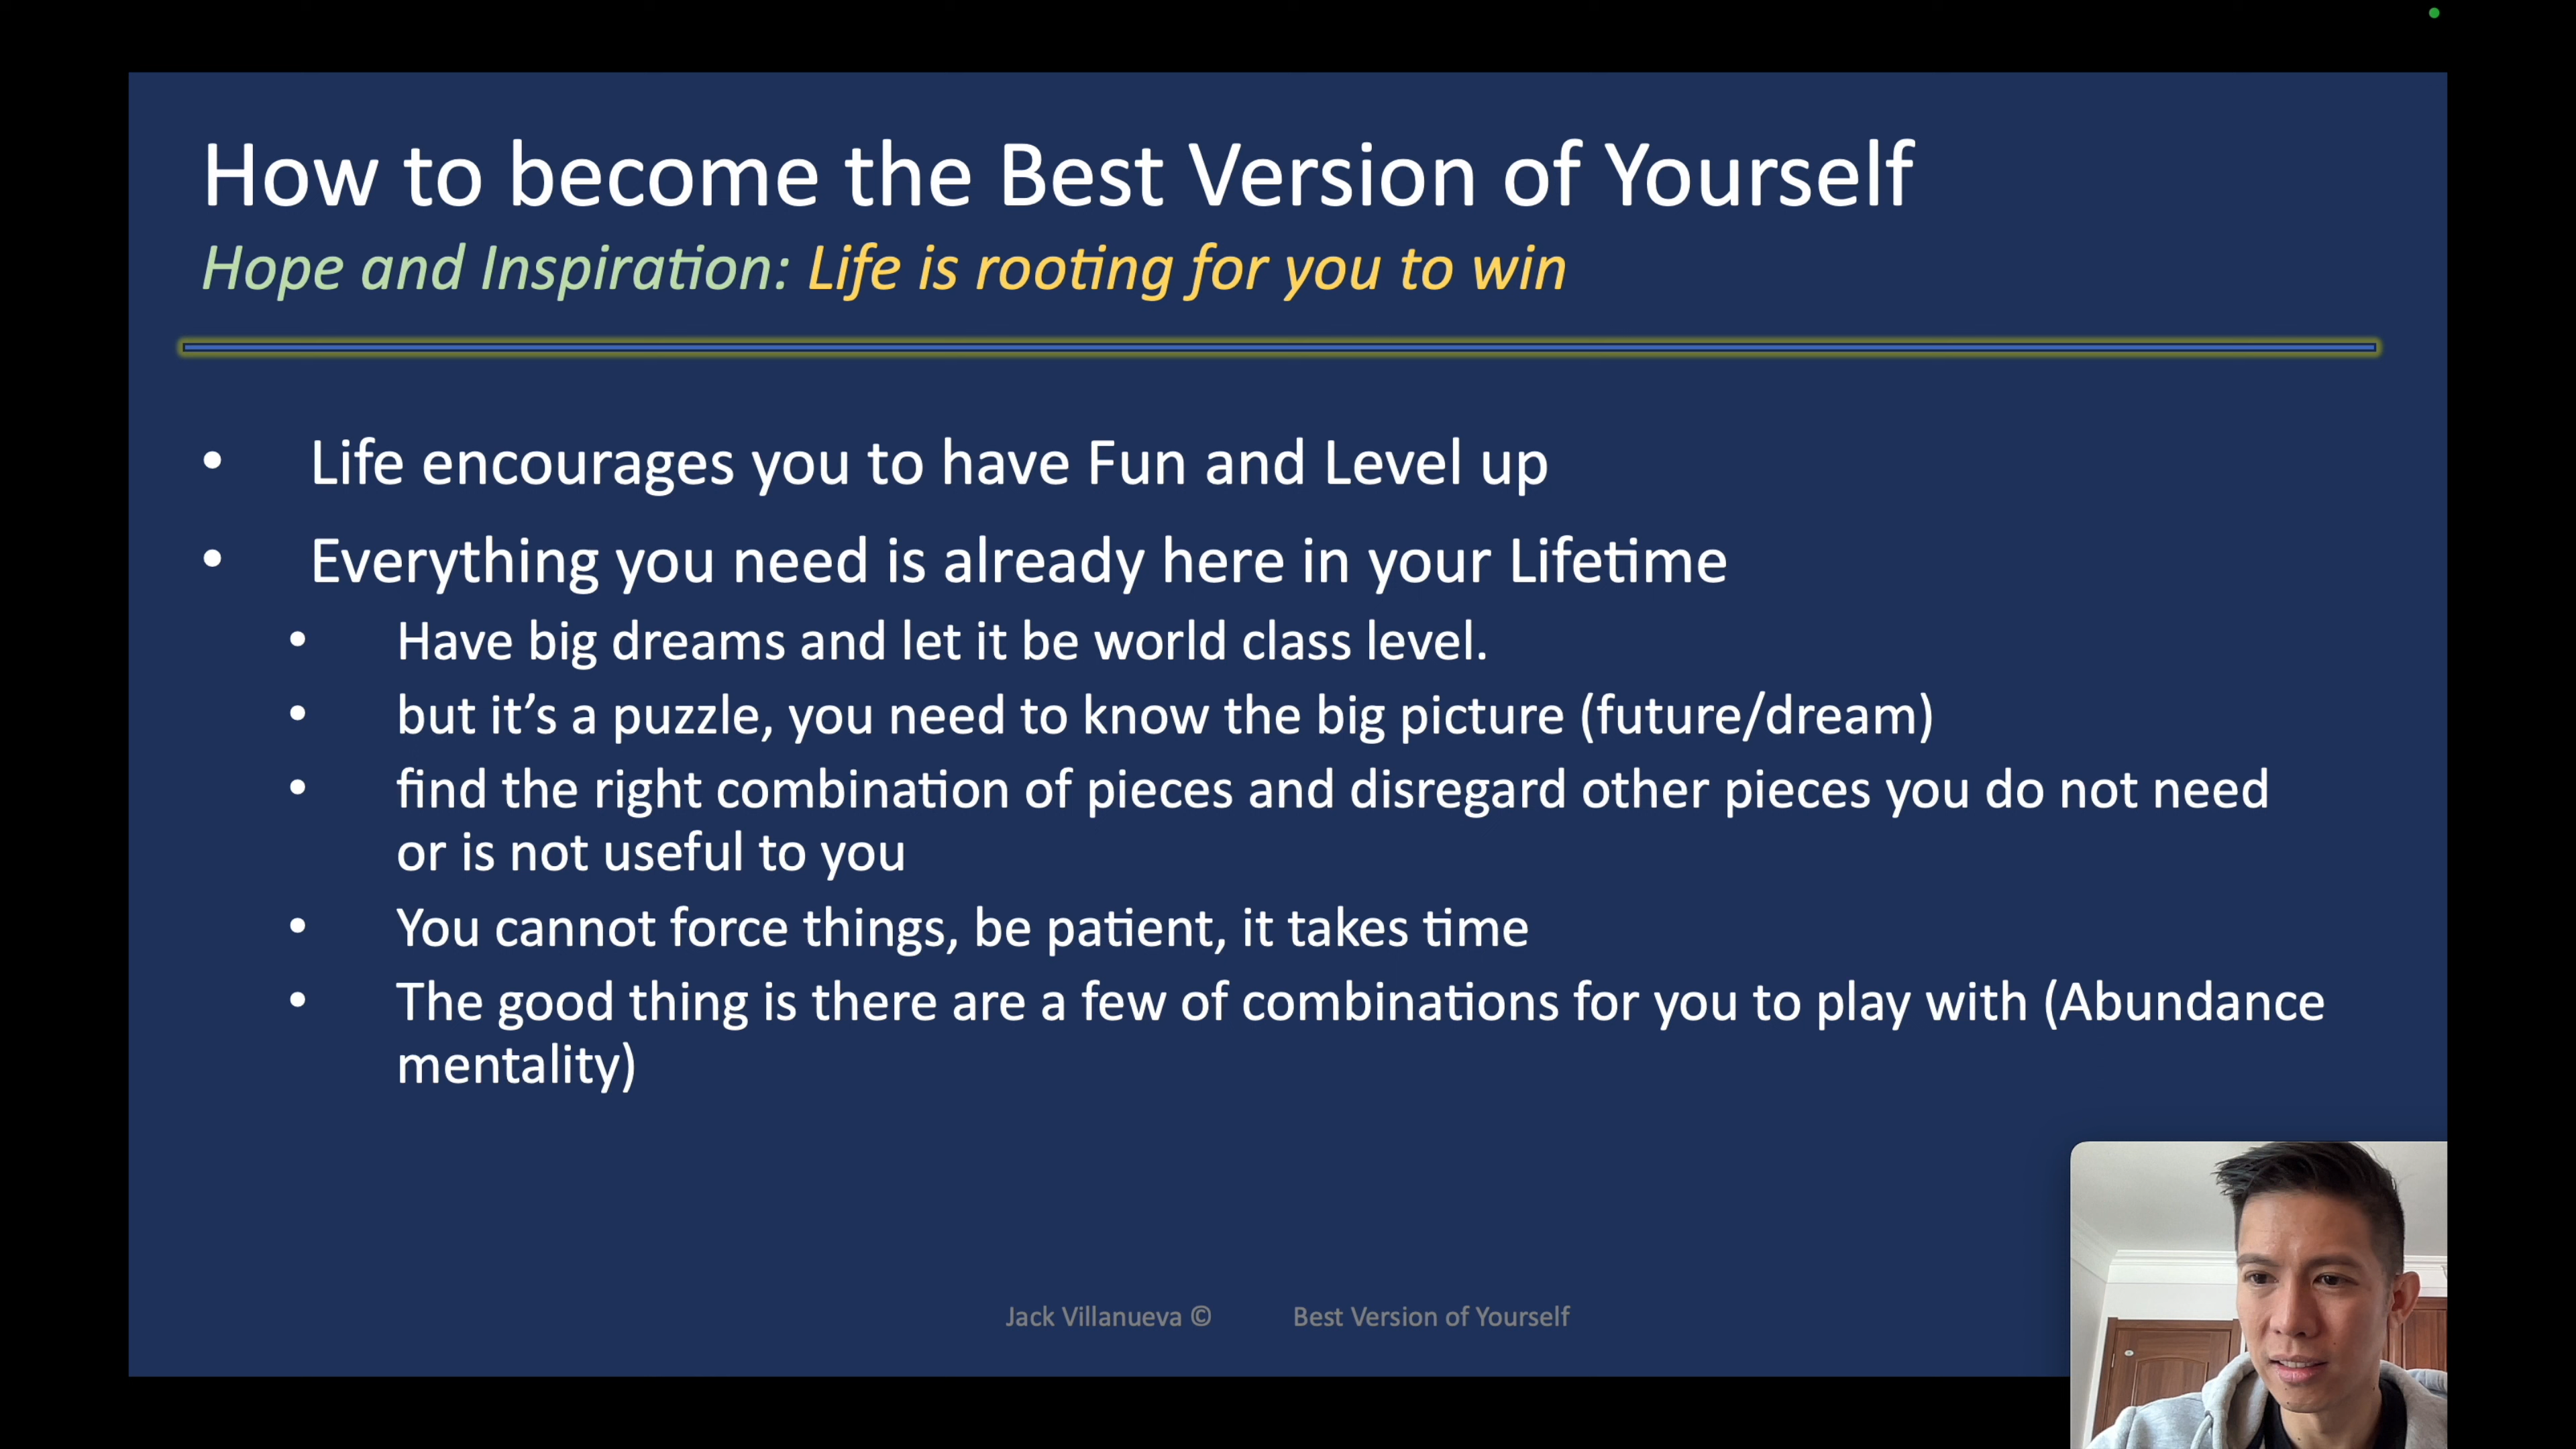 How to become the Best Version of Yourself
Hope and Inspiration: Life is rooting for you to win
• Life encourages you to have Fun and Level up
• Everything you need is already here in your Lifetime
• Have big dreams and let it be world class level.
• but it’s a puzzle, you need to know the big picture (future/dream)
• find the right combination of pieces and disregard other pieces you do not need
or is not useful to you
• You cannot force things, be patient, it takes time
• The good thing is there are a few of combinations for you to play with (Abundance
mentality)
Jack Villanueva © Best Version of Yourself